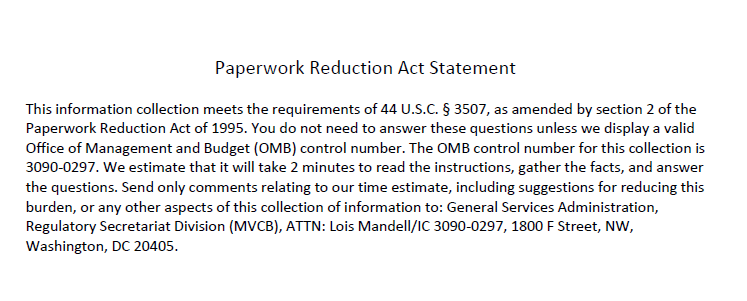 Paperwork Reduction Act Statement
This information collection meets the requirements of 44 U.S.C. § 3507, as amended by section 2 of the
Paperwork Reduction Act of 1995. You do not need to answer these questions unless we display a valid
Office of Management and Budget (OMB) control number. The OMB control number for this collection is
3090-0297. We estimate that it will take 2 minutes to read the instructions, gather the facts, and answer
the questions. Send only comments relating to our time estimate, including suggestions for reducing this
burden, or any other aspects of this collection of information to: General Services Administration,
Regulatory Secretariat Division (MVCB), ATTN: Lois Mandell/IC 3090-0297, 1800 F Street, NW,
Washington, DC 20405.